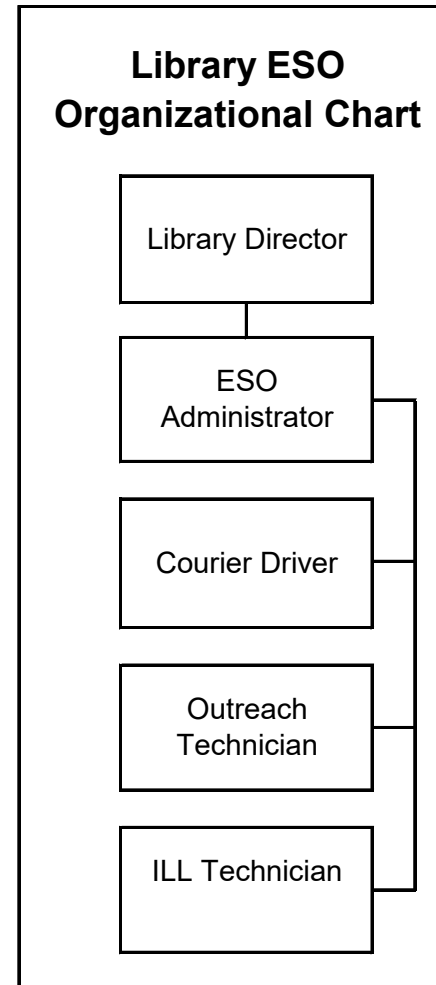 Library ESO
Organizational Chart
Library Director
ESO
Administrator
Courier Driver
Outreach
Technician
ILL Technician